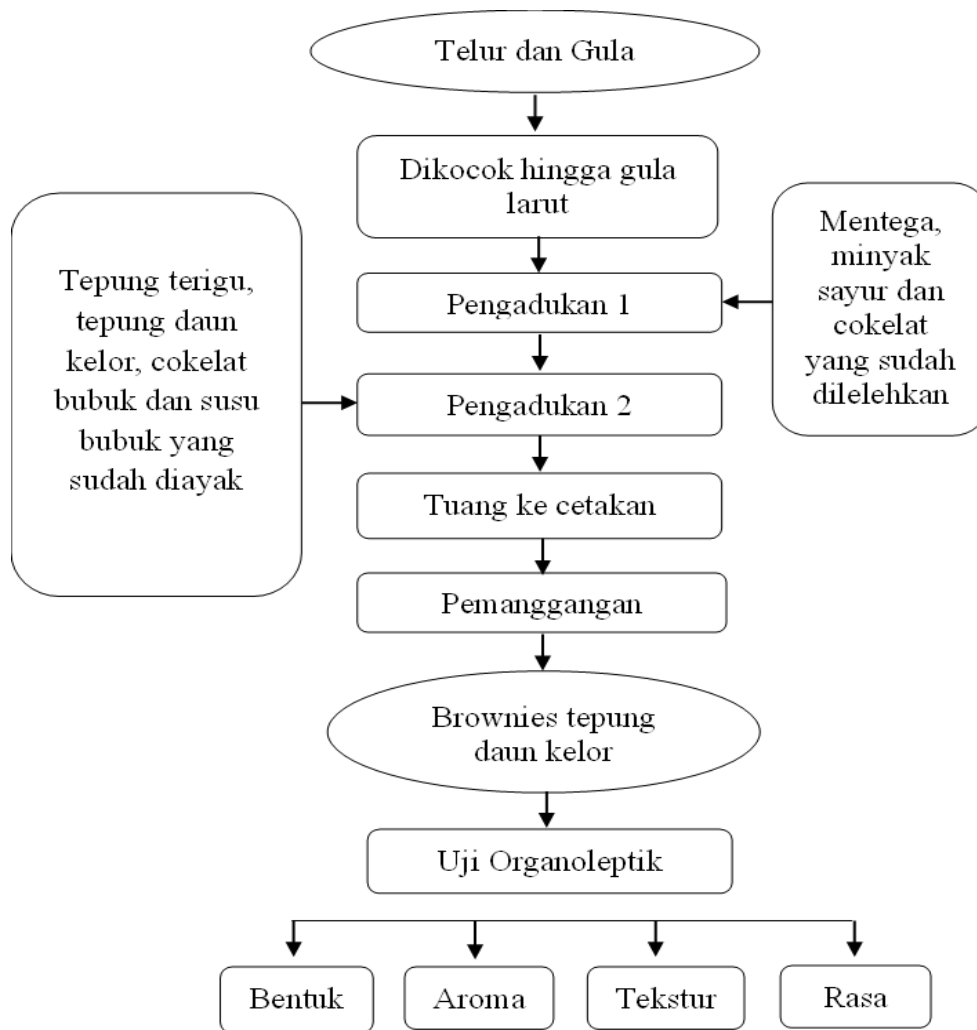 Telur dan Gula
Dikocok hingga gula
larut
Mentega,
minyak
sayur dan
cokelat
yang sudah
dilelehkan
Pengadukan 1
Tepung terigu,
tepung daun
kelor, cokelat
bubuk dan susu
bubuk yang
sudah diayak
Pengadukan 2
Tuang ke cetakan
Pemanggangan
Brownies tepung
daun kelor
Uji Organoleptik
Bentuk
Aroma
Tekstur
Rasa